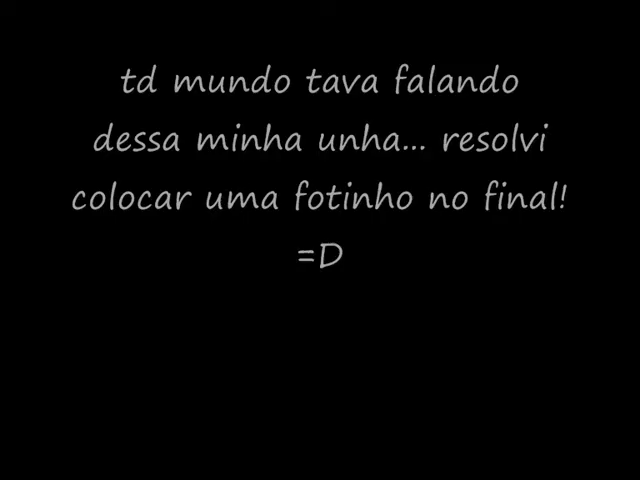 td mundo tava falando
dessa minha unha... resolvi
colocar uma fotinho no final!
=D